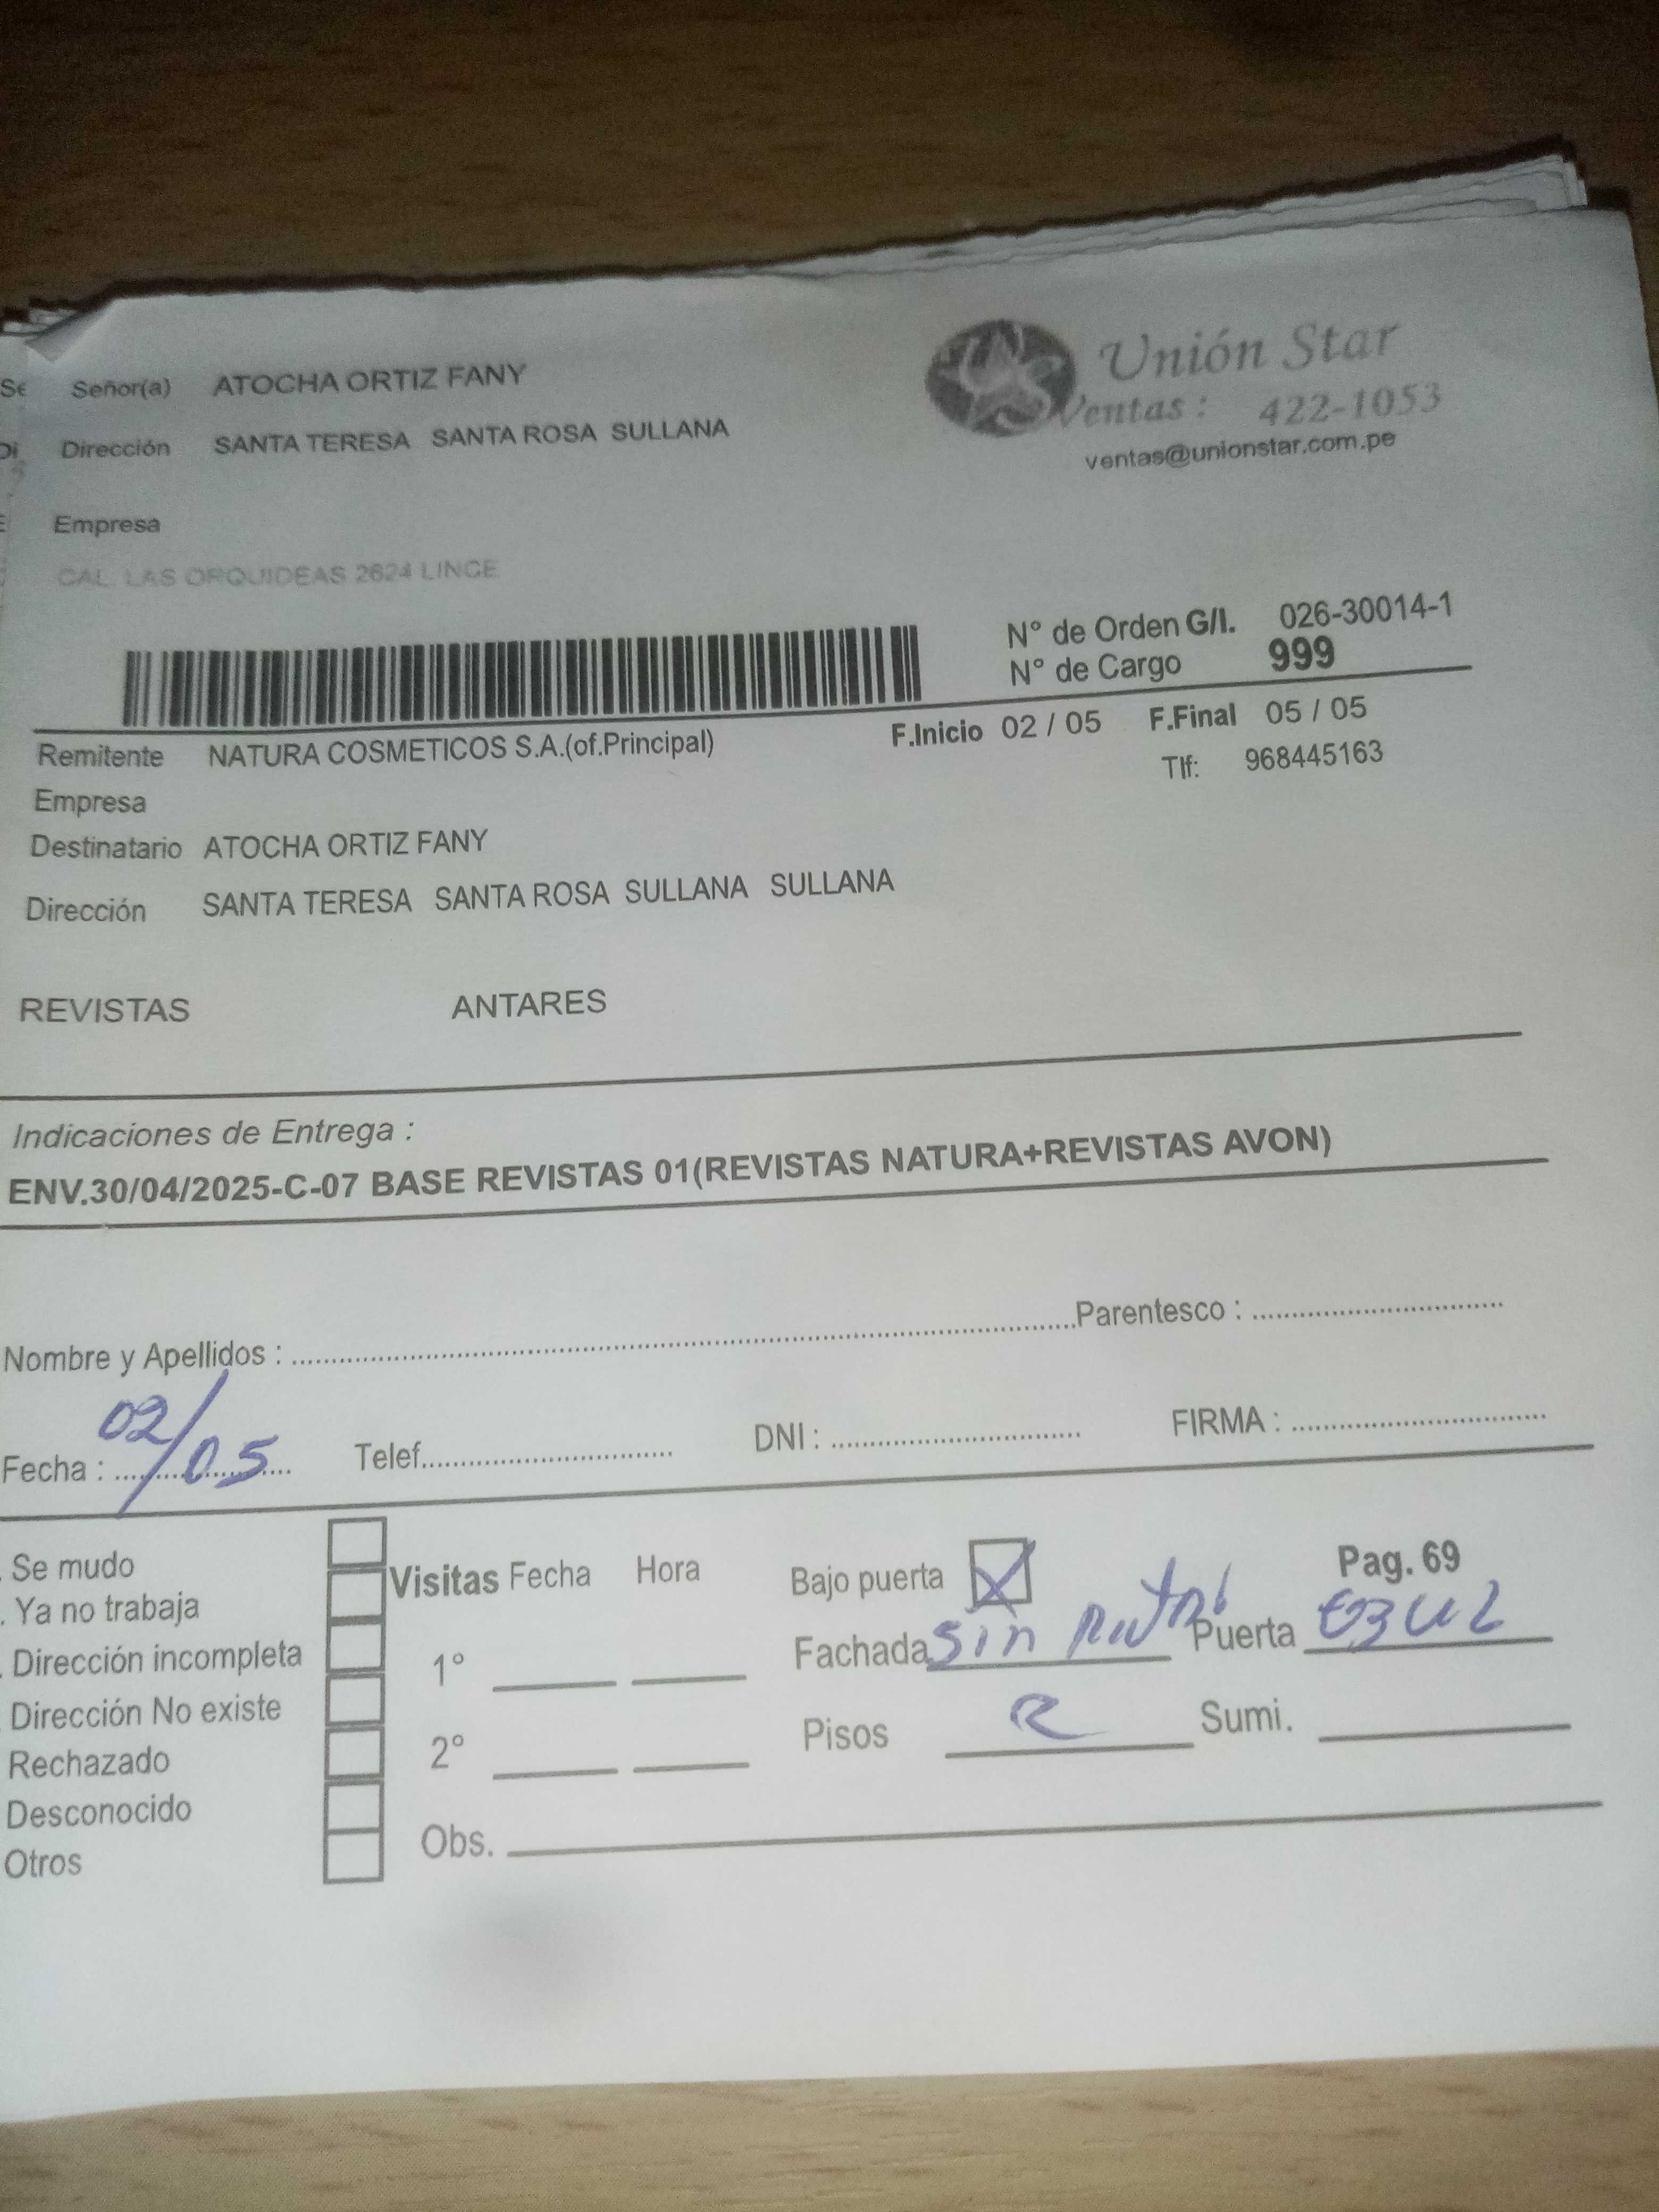 Señor(a) ATOCHA ORTIZ FANY
Dirección SANTA TERESA SANTA ROSA SULLANA
Unión Star
Ventas : 422-1053
ventas@unionstar.com.pe
Empresa
CAL. LAS ORQUIDEAS 2624 LINCE
N° de Orden G/I. 026-30014-1
N° de Cargo 999
Remitente NATURA COSMETICOS S.A.(of.Principal) F.Inicio 02 / 05 F.Final 05 / 05
Tlf: 968445163
Empresa
Destinatario ATOCHA ORTIZ FANY
Dirección SANTA TERESA SANTA ROSA SULLANA SULLANA
REVISTAS ANTARES
Indicaciones de Entrega :
ENV.30/04/2025-C-07 BASE REVISTAS 01(REVISTAS NATURA+REVISTAS AVON)
Nombre y Apellidos : Parentesco :
Fecha : 02/05 Telef. DNI : FIRMA :
Se mudo
Ya no trabaja
Dirección incompleta
Dirección No existe
Rechazado
Desconocido
Otros
Visitas Fecha Hora
1°
2°
Obs.
Bajo puerta X Pag. 69
Fachada sin Puerta
Pisos Sumi.